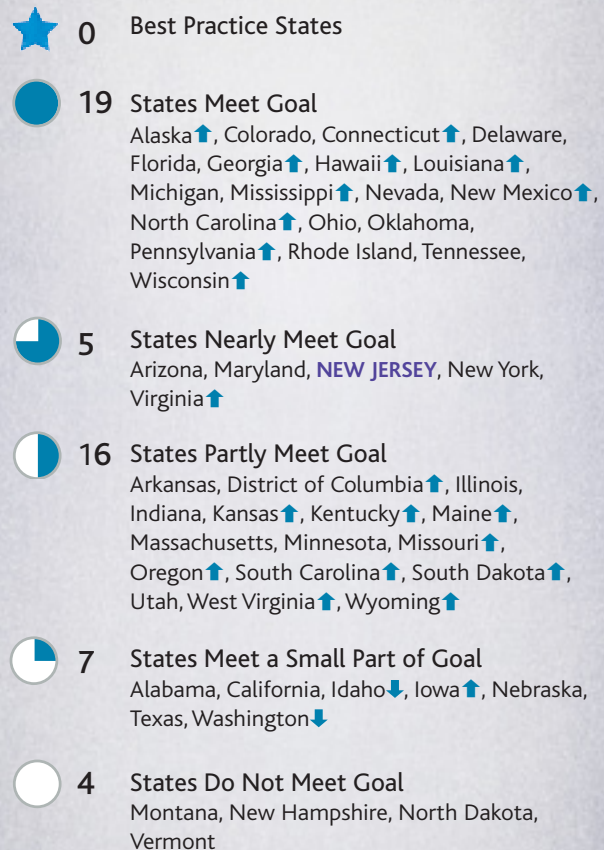 0 Best Practice States
19 States Meet Goal
Alaska⬆, Colorado, Connecticut⬆, Delaware,
Florida, Georgia⬆, Hawaii⬆, Louisiana⬆,
Michigan, Mississippi⬆, Nevada, New Mexico⬆,
North Carolina⬆, Ohio, Oklahoma,
Pennsylvania⬆, Rhode Island, Tennessee,
Wisconsin⬆
5 States Nearly Meet Goal
Arizona, Maryland, NEW JERSEY, New York,
Virginia⬆
16 States Partly Meet Goal
Arkansas, District of Columbia⬆, Illinois,
Indiana, Kansas⬆, Kentucky⬆, Maine⬆,
Massachusetts, Minnesota, Missouri⬆,
Oregon⬆, South Carolina⬆, South Dakota⬆,
Utah, West Virginia⬆, Wyoming⬆
7 States Meet a Small Part of Goal
Alabama, California, Idaho⬇, Iowa⬆, Nebraska,
Texas, Washington⬇
4 States Do Not Meet Goal
Montana, New Hampshire, North Dakota,
Vermont